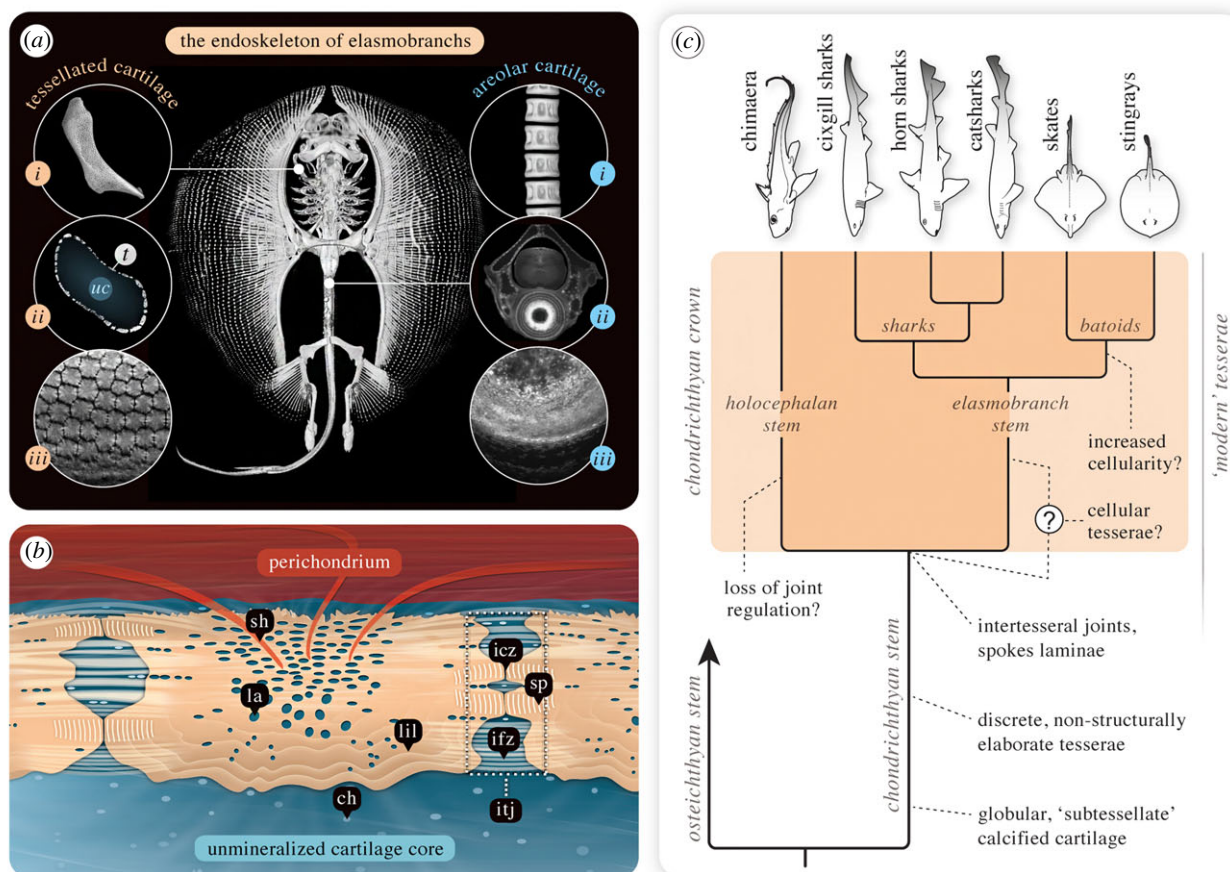 (a)
the endoskeleton of elasmobranchs
tessellated cartilage
areolar cartilage
i
t
uc
ii
iii
i
ii
iii
(b)
perichondrium
sh
icz
sp
la
lil
ifz
ch
itj
unmineralized cartilage core
(c)
chimaera
cixgill sharks
horn sharks
catsharks
skates
stingrays
chondrichthyan crown
'modern' tesserae
sharks
batoids
holocephalan
stem
elasmobranch
stem
increased
cellularity?
?
cellular
tesserae?
loss of joint
regulation?
intertesseral joints,
spokes laminae
osteichthyan stem
chondrichthyan stem
discrete, non-structurally
elaborate tesserae
globular, 'subtessellate'
calcified cartilage